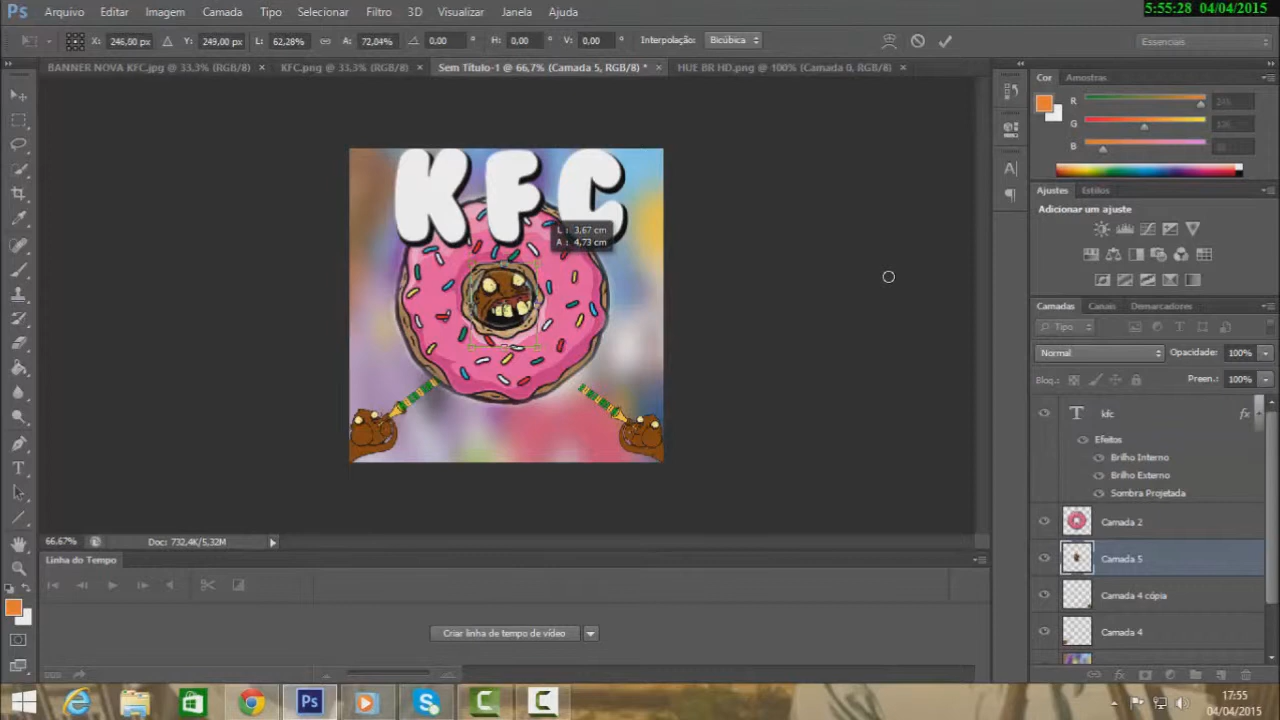 5:55:28 04/04/2015
Ps Arquivo Editar Imagem Camada Tipo Selecionar Filtro 3D Visualizar Janela Ajuda
X: 246,00 px Y: 249,00 px L: 62,28% A: 72,04% 0,00 ° H: 0,00 ° V: 0,00 ° Interpolação: Bicúbica Essenciais
BANNER NOVA KFC.jpg @ 33,3% (RGB/8) × KFC.png @ 33,3% (RGB/8) × Sem Título-1 @ 66,7% (Camada 5, RGB/8) * × HUE BR HD.png @ 100% (Camada 0, RGB/8) ×
Cor Amostras
R
G
B
KFC
L: 3,67 cm
A: 4,73 cm
Ajustes Estilos
Adicionar um ajuste
Camadas Canais Demarcadores
Tipo
Normal Opacidade: 100%
Bloq.: Preen.: 100%
T kfc fx
Efeitos
Brilho Interno
Brilho Externo
Sombra Projetada
Camada 2
Camada 5
Camada 4 cópia
Camada 4
66,67% Doc: 732,4K/5,32M
Linha do Tempo
Criar linha de tempo de vídeo
17:55
04/04/2015